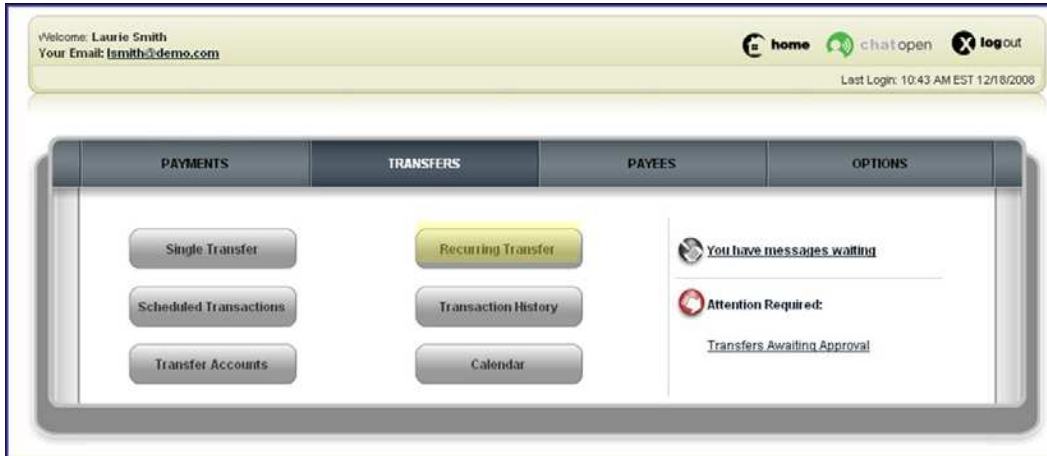 Welcome: Laurie Smith
Your Email: lsmith@demo.com
home
chat open
logout
Last Login: 10:43 AM EST 12/18/2008
PAYMENTS
TRANSFERS
PAYEES
OPTIONS
Single Transfer
Recurring Transfer
Scheduled Transactions
Transaction History
Transfer Accounts
Calendar
You have messages waiting
Attention Required:
Transfers Awaiting Approval